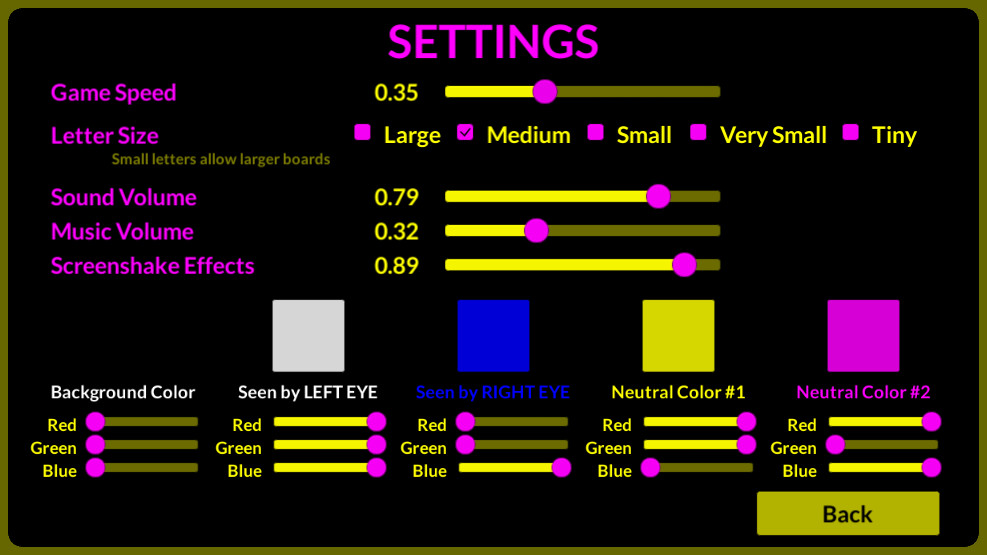 SETTINGS
Game Speed 0.35
Letter Size Large Medium Small Very Small Tiny
Small letters allow larger boards
Sound Volume 0.79
Music Volume 0.32
Screenshake Effects 0.89
Background Color Seen by LEFT EYE Seen by RIGHT EYE Neutral Color #1 Neutral Color #2
Red Red Red Red Red
Green Green Green Green Green
Blue Blue Blue Blue Blue
Back